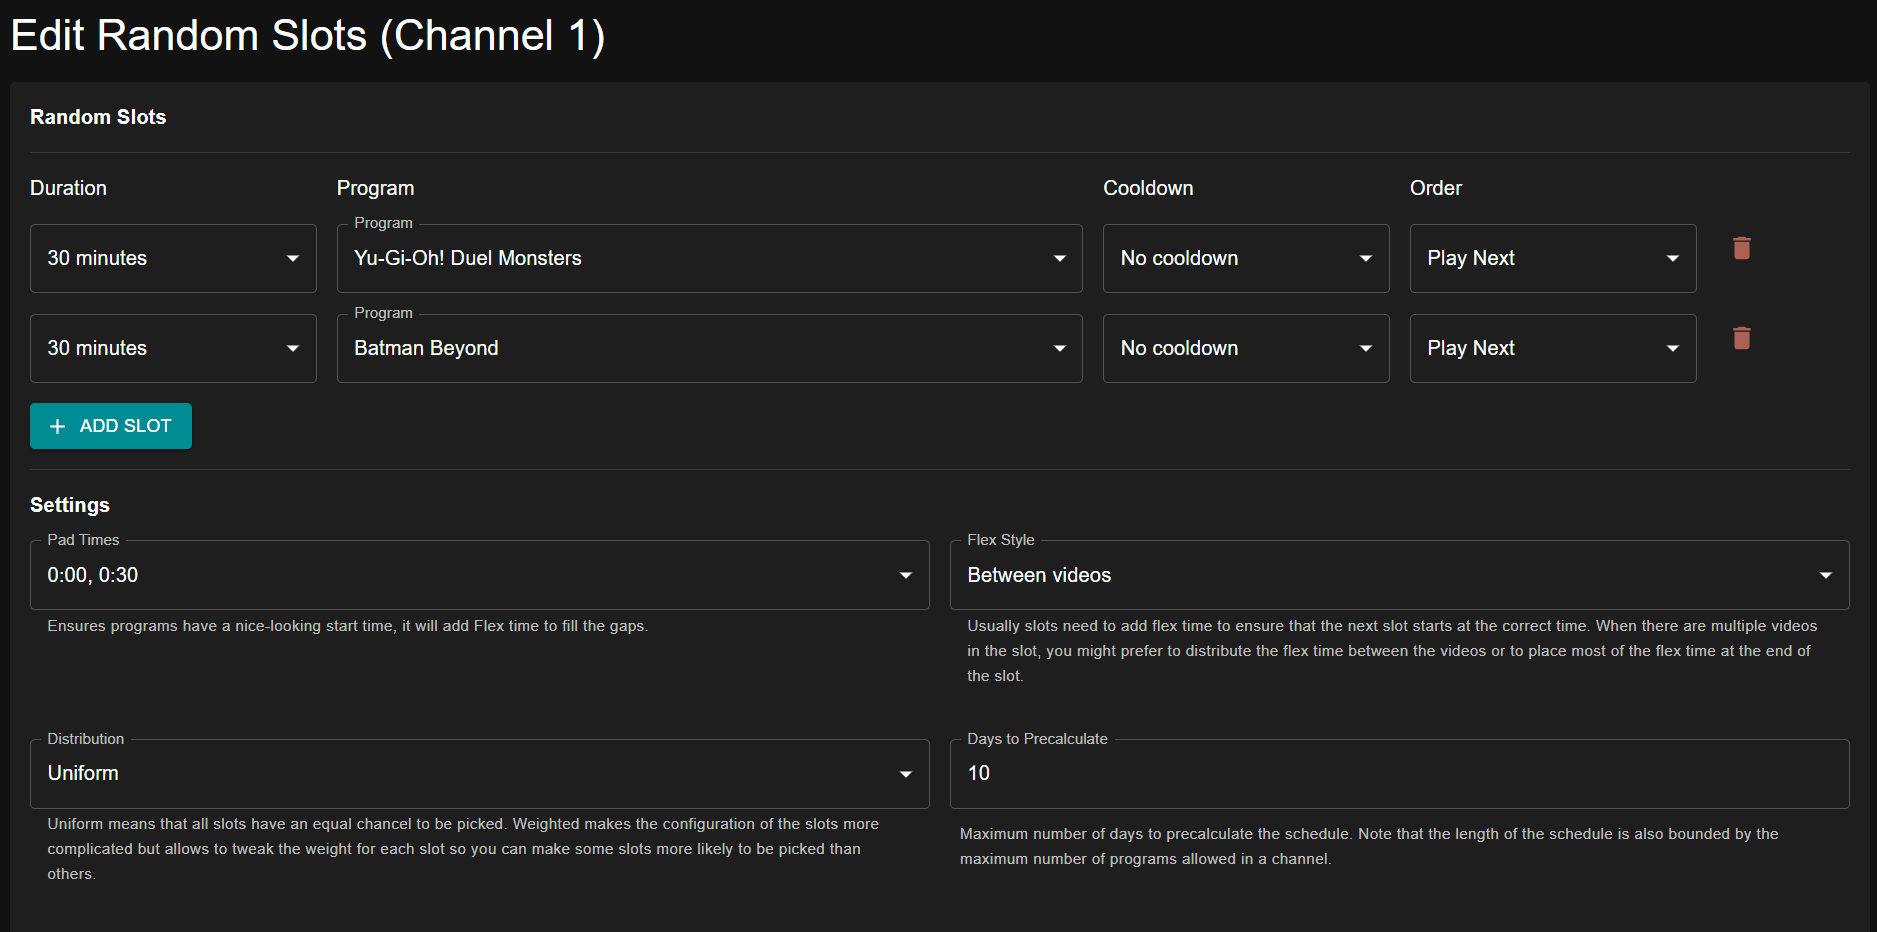 Edit Random Slots (Channel 1)
Random Slots
Duration Program Cooldown Order
Program
30 minutes Yu-Gi-Oh! Duel Monsters No cooldown Play Next
Program
30 minutes Batman Beyond No cooldown Play Next
+ ADD SLOT
Settings
Pad Times
0:00, 0:30
Ensures programs have a nice-looking start time, it will add Flex time to fill the gaps.
Flex Style
Between videos
Usually slots need to add flex time to ensure that the next slot starts at the correct time. When there are multiple videos
in the slot, you might prefer to distribute the flex time between the videos or to place most of the flex time at the end of
the slot.
Distribution
Uniform
Uniform means that all slots have an equal chancel to be picked. Weighted makes the configuration of the slots more
complicated but allows to tweak the weight for each slot so you can make some slots more likely to be picked than
others.
Days to Precalculate
10
Maximum number of days to precalculate the schedule. Note that the length of the schedule is also bounded by the
maximum number of programs allowed in a channel.